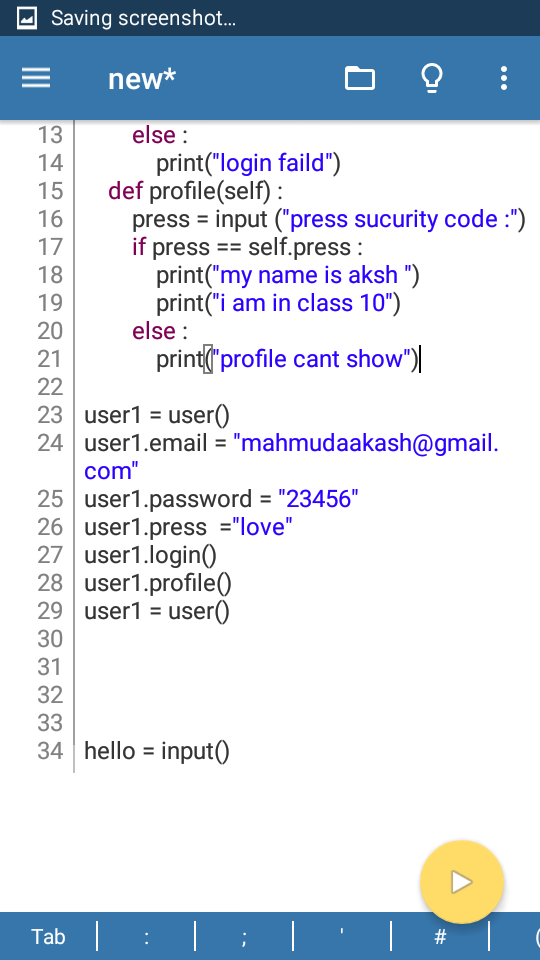 Saving screenshot...
new*
13 else :
14 print("login faild")
15 def profile(self) :
16 press = input ("press sucurity code :")
17 if press == self.press :
18 print("my name is aksh ")
19 print("i am in class 10")
20 else :
21 print("profile cant show")
22
23 user1 = user()
24 user1.email = "mahmudaakash@gmail.
com"
25 user1.password = "23456"
26 user1.press  ="love"
27 user1.login()
28 user1.profile()
29 user1 = user()
30
31
32
33
34 hello = input()
Tab : ; ' # (